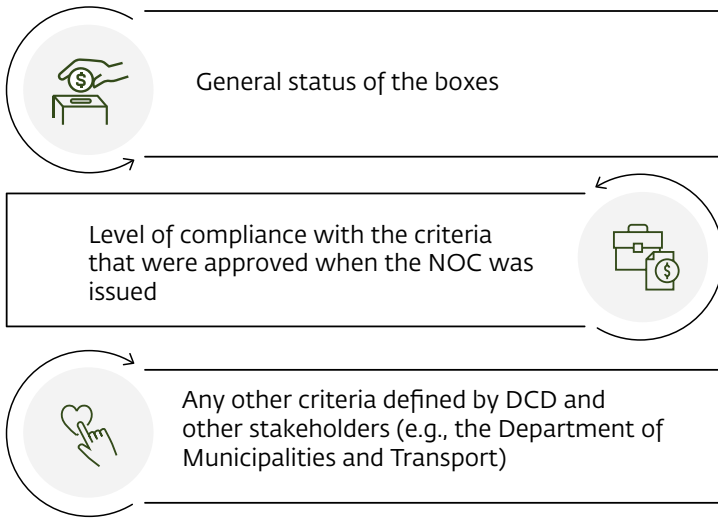 General status of the boxes
Level of compliance with the criteria
that were approved when the NOC was
issued
Any other criteria defined by DCD and
other stakeholders (e.g., the Department of
Municipalities and Transport)
$
$